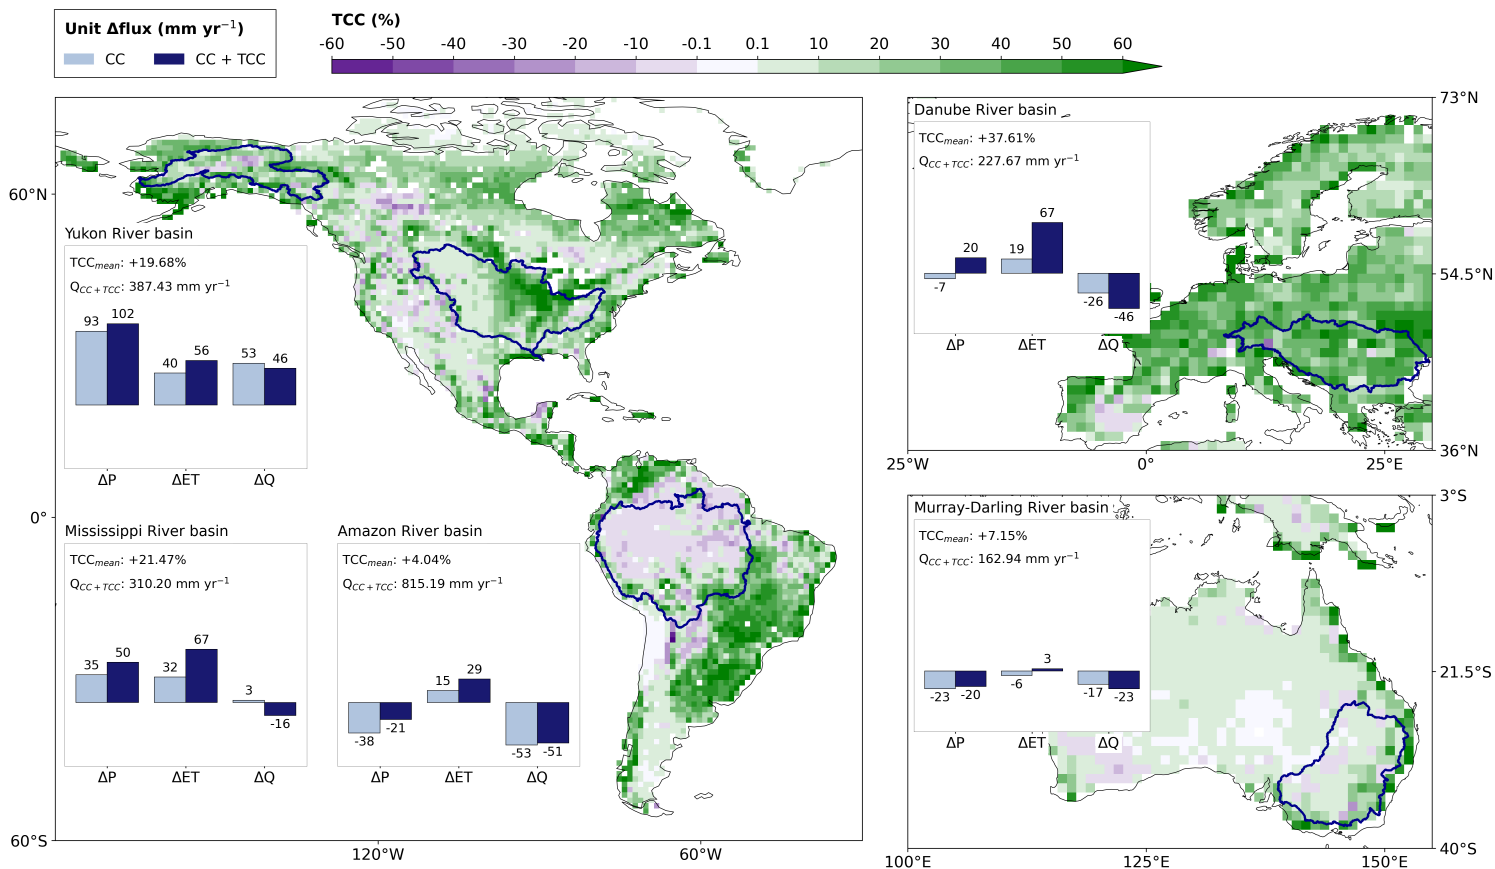 Unit Δflux (mm yr⁻¹)
CC CC + TCC
TCC (%)
-60 -50 -40 -30 -20 -10 -0.1 0.1 10 20 30 40 50 60
60°N
0°
60°S
120°W 60°W
Yukon River basin
TCCmean: +19.68%
QCC+TCC: 387.43 mm yr⁻¹
93 102 40 56 53 46
ΔP ΔET ΔQ
Mississippi River basin
TCCmean: +21.47%
QCC+TCC: 310.20 mm yr⁻¹
35 50 32 67 3 -16
ΔP ΔET ΔQ
Amazon River basin
TCCmean: +4.04%
QCC+TCC: 815.19 mm yr⁻¹
-38 -21 15 29 -53 -51
ΔP ΔET ΔQ
Danube River basin
TCCmean: +37.61%
QCC+TCC: 227.67 mm yr⁻¹
-7 20 19 67 -26 -46
ΔP ΔET ΔQ
73°N
54.5°N
36°N
25°W 0° 25°E
Murray-Darling River basin
TCCmean: +7.15%
QCC+TCC: 162.94 mm yr⁻¹
-23 -20 -6 3 -17 -23
ΔP ΔET ΔQ
3°S
21.5°S
40°S
100°E 125°E 150°E